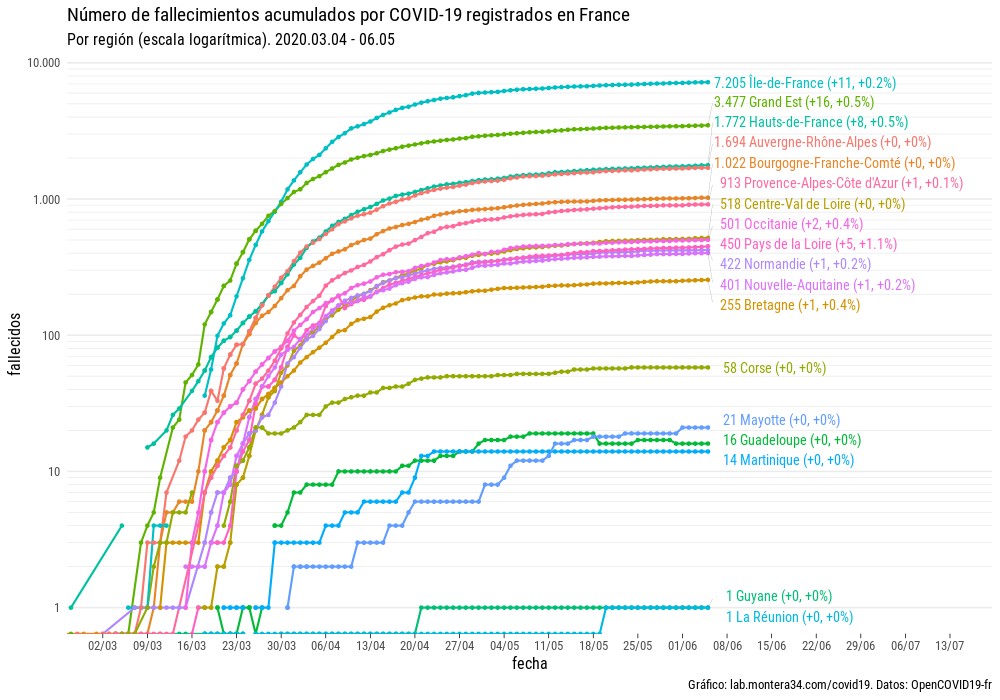 Número de fallecimientos acumulados por COVID-19 registrados en France
Por región (escala logarítmica). 2020.03.04 - 06.05
10.000
1.000
100
10
1
fallecidos
7.205 Île-de-France (+11, +0.2%)
3.477 Grand Est (+16, +0.5%)
1.772 Hauts-de-France (+8, +0.5%)
1.694 Auvergne-Rhône-Alpes (+0, +0%)
1.022 Bourgogne-Franche-Comté (+0, +0%)
913 Provence-Alpes-Côte d'Azur (+1, +0.1%)
518 Centre-Val de Loire (+0, +0%)
501 Occitanie (+2, +0.4%)
450 Pays de la Loire (+5, +1.1%)
422 Normandie (+1, +0.2%)
401 Nouvelle-Aquitaine (+1, +0.2%)
255 Bretagne (+1, +0.4%)
58 Corse (+0, +0%)
21 Mayotte (+0, +0%)
16 Guadeloupe (+0, +0%)
14 Martinique (+0, +0%)
1 Guyane (+0, +0%)
1 La Réunion (+0, +0%)
02/03 09/03 16/03 23/03 30/03 06/04 13/04 20/04 27/04 04/05 11/05 18/05 25/05 01/06 08/06 15/06 22/06 29/06 06/07 13/07
fecha
Gráfico: lab.montera34.com/covid19. Datos: OpenCOVID19-fr